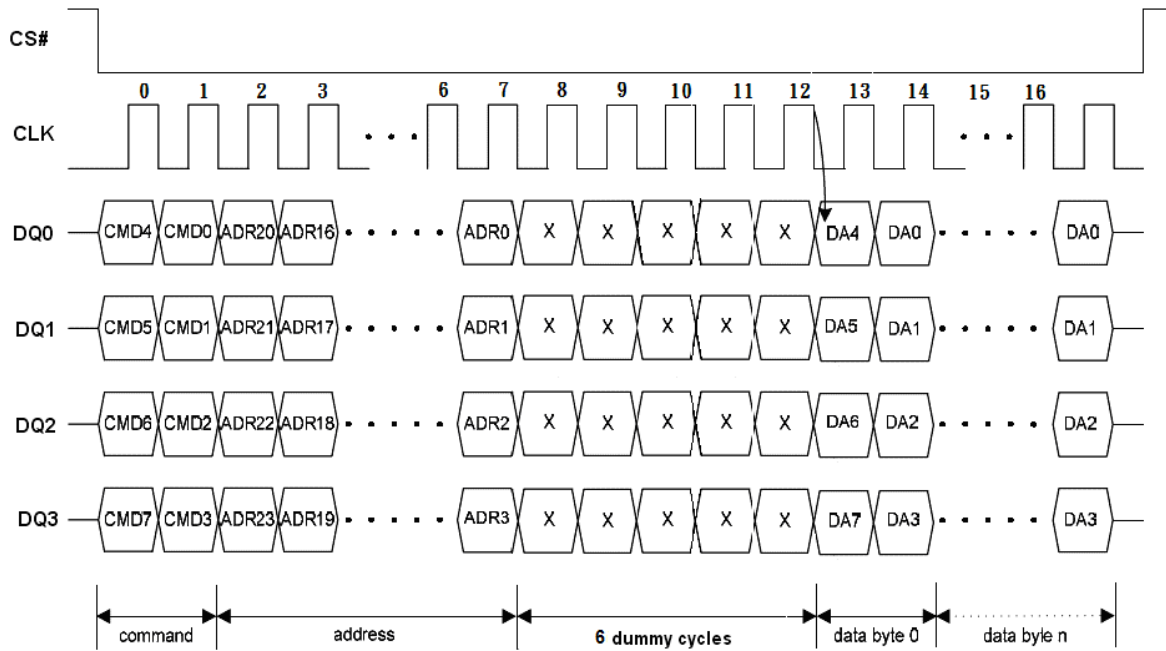 CS#
0 1 2 3 6 7 8 9 10 11 12 13 14 15 16
CLK
DQ0 CMD4 CMD0 ADR20 ADR16 ADR0 X X X X X DA4 DA0 DA0
DQ1 CMD5 CMD1 ADR21 ADR17 ADR1 X X X X X DA5 DA1 DA1
DQ2 CMD6 CMD2 ADR22 ADR18 ADR2 X X X X X DA6 DA2 DA2
DQ3 CMD7 CMD3 ADR23 ADR19 ADR3 X X X X X DA7 DA3 DA3
command address 6 dummy cycles data byte 0 data byle n